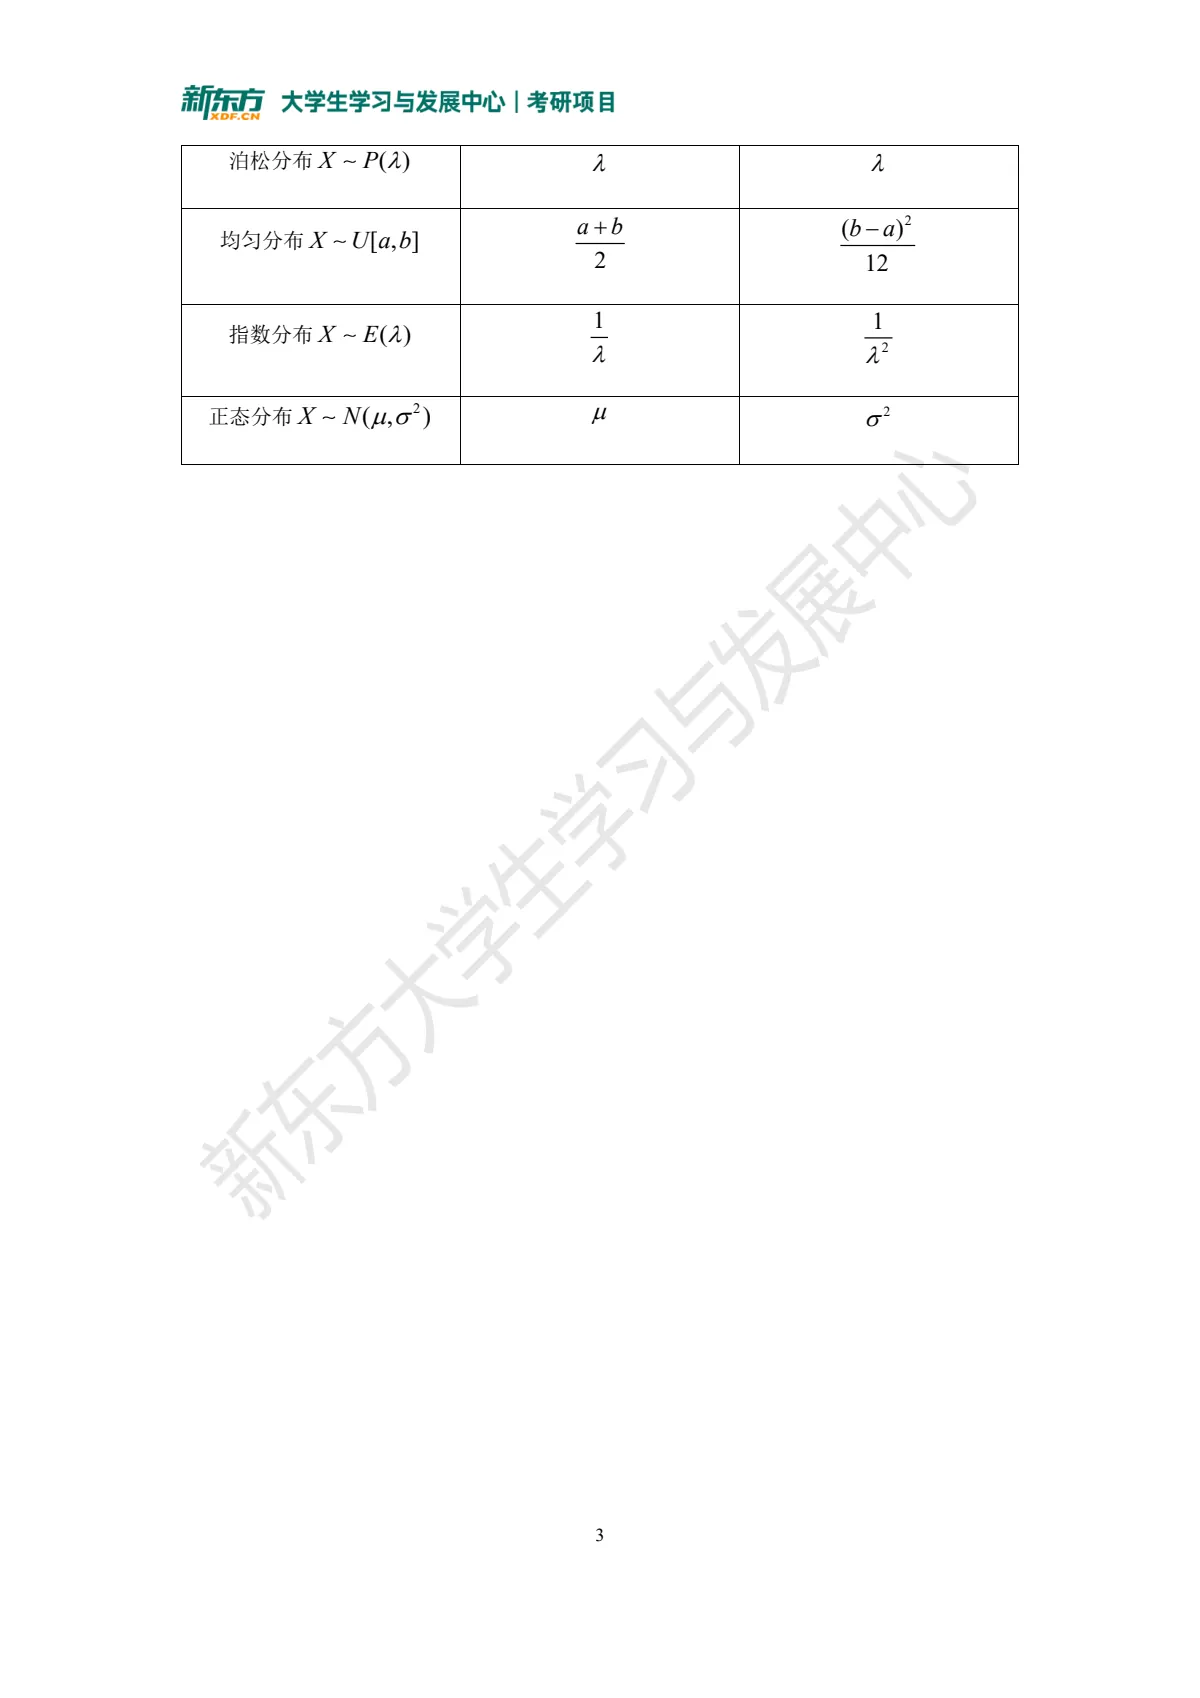 新东方 XDF.CN 大学生学习与发展中心 | 考研项目
泊松分布 X ~ P(λ) λ λ
均匀分布 X ~ U[a,b] (a+b)/2 (b−a)²/12
指数分布 X ~ E(λ) 1/λ 1/λ²
正态分布 X ~ N(μ,σ²) μ σ²
新东方大学生学习与发展中心
3